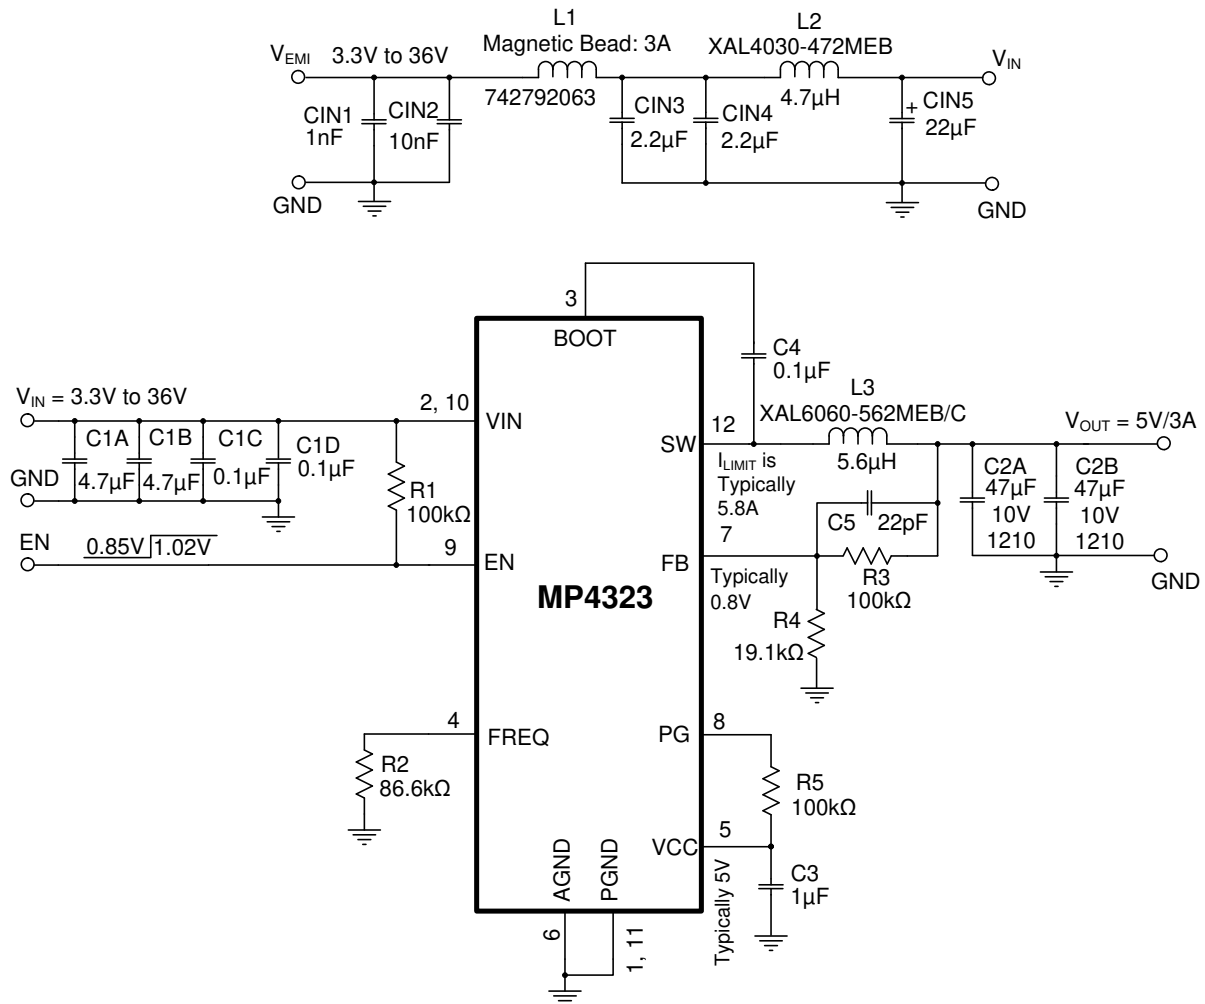 L1
Magnetic Bead: 3A
L2
XAL4030-472MEB
VEMI
3.3V to 36V
VIN
742792063
4.7µH
CIN1
1nF
CIN2
10nF
CIN3
2.2µF
CIN4
2.2µF
+ CIN5
22µF
GND
GND
3
BOOT
C4
0.1µF
VIN = 3.3V to 36V
2, 10
VIN
C1A
4.7µF
C1B
4.7µF
C1C
0.1µF
C1D
0.1µF
GND
R1
100kΩ
EN
0.85V 1.02V
9
EN
12
SW
L3
XAL6060-562MEB/C
5.6µH
VOUT = 5V/3A
ILIMIT is
Typically
5.8A
C5
22pF
C2A
47µF
10V
1210
C2B
47µF
10V
1210
GND
7
FB
Typically
0.8V
R3
100kΩ
R4
19.1kΩ
MP4323
4
FREQ
R2
86.6kΩ
8
PG
R5
100kΩ
5
VCC
Typically 5V
C3
1µF
AGND
PGND
6
1, 11